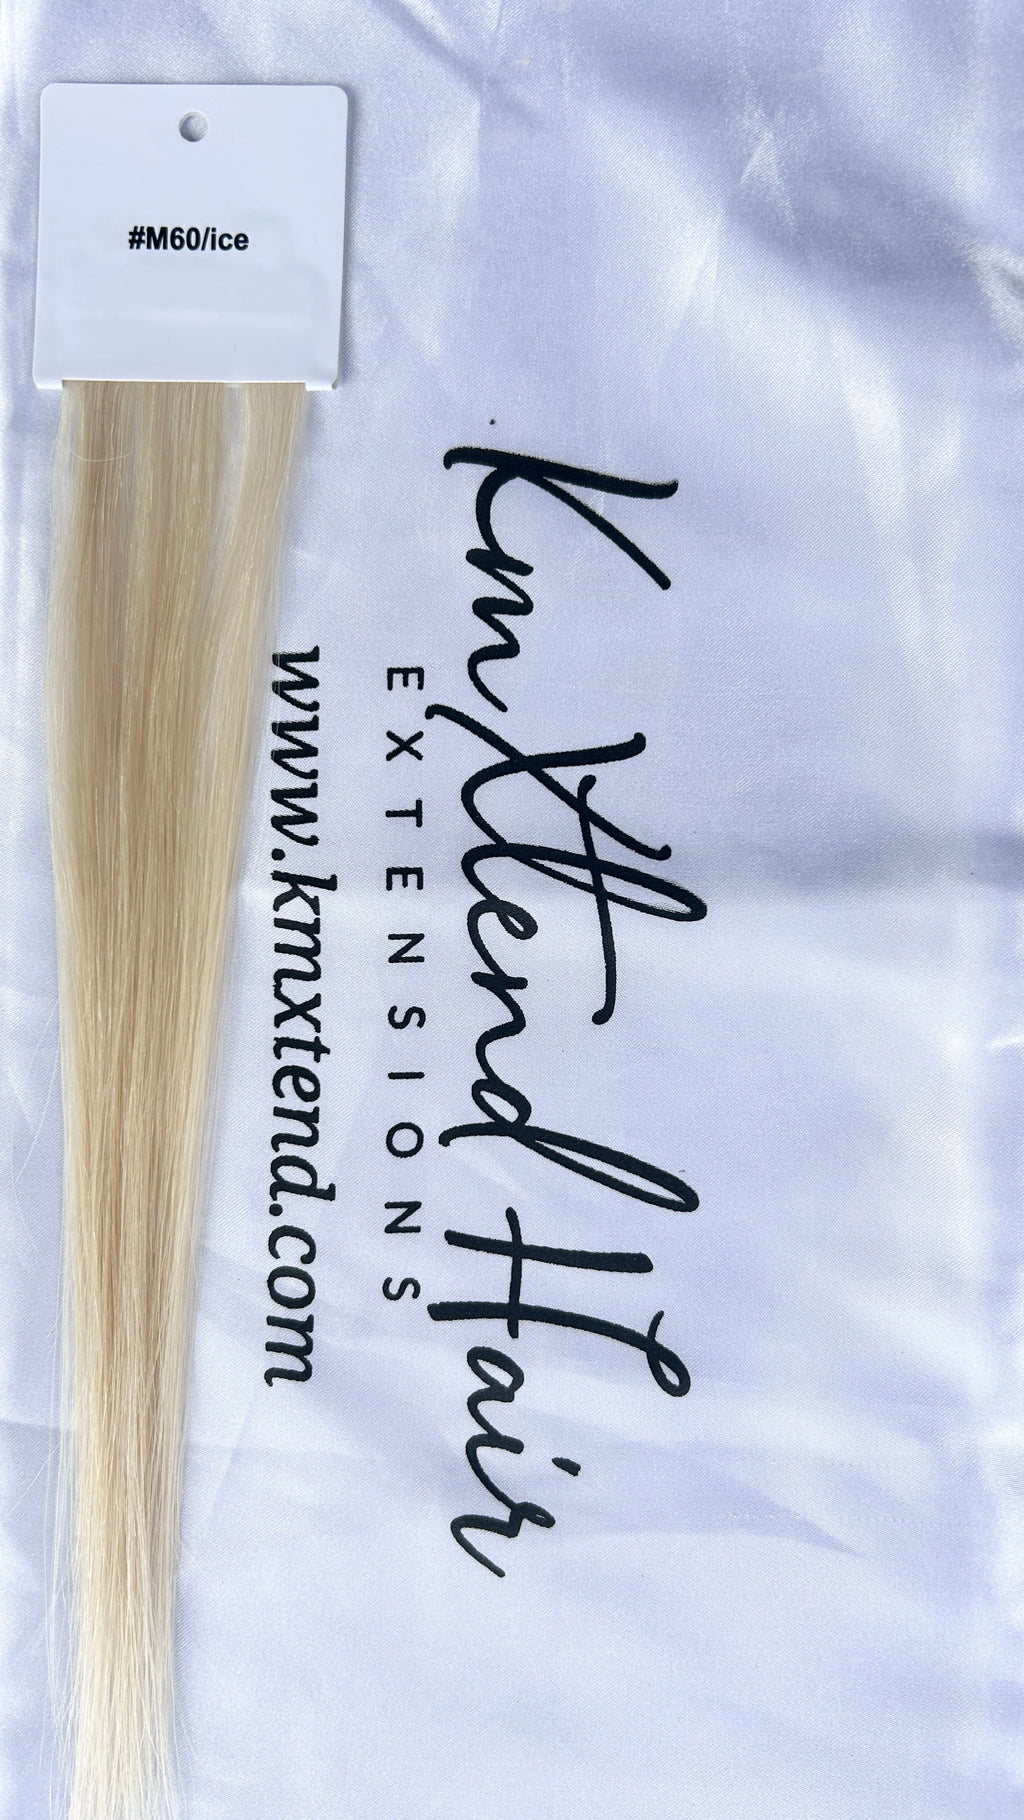 #M60/ice
KmXtend Hair
EXTENSIONS
www.kmxtend.com